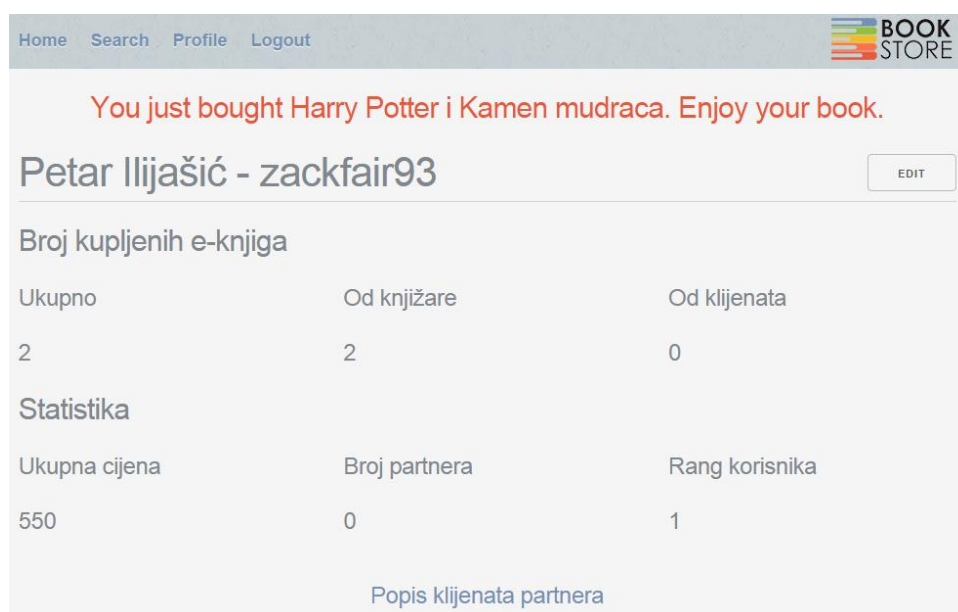 Home Search Profile Logout
BOOK
STORE
You just bought Harry Potter i Kamen mudraca. Enjoy your book.
Petar Ilijašić - zackfair93
EDIT
Broj kupljenih e-knjiga
Ukupno Od knjižare Od klijenata
2 2 0
Statistika
Ukupna cijena Broj partnera Rang korisnika
550 0 1
Popis klijenata partnera